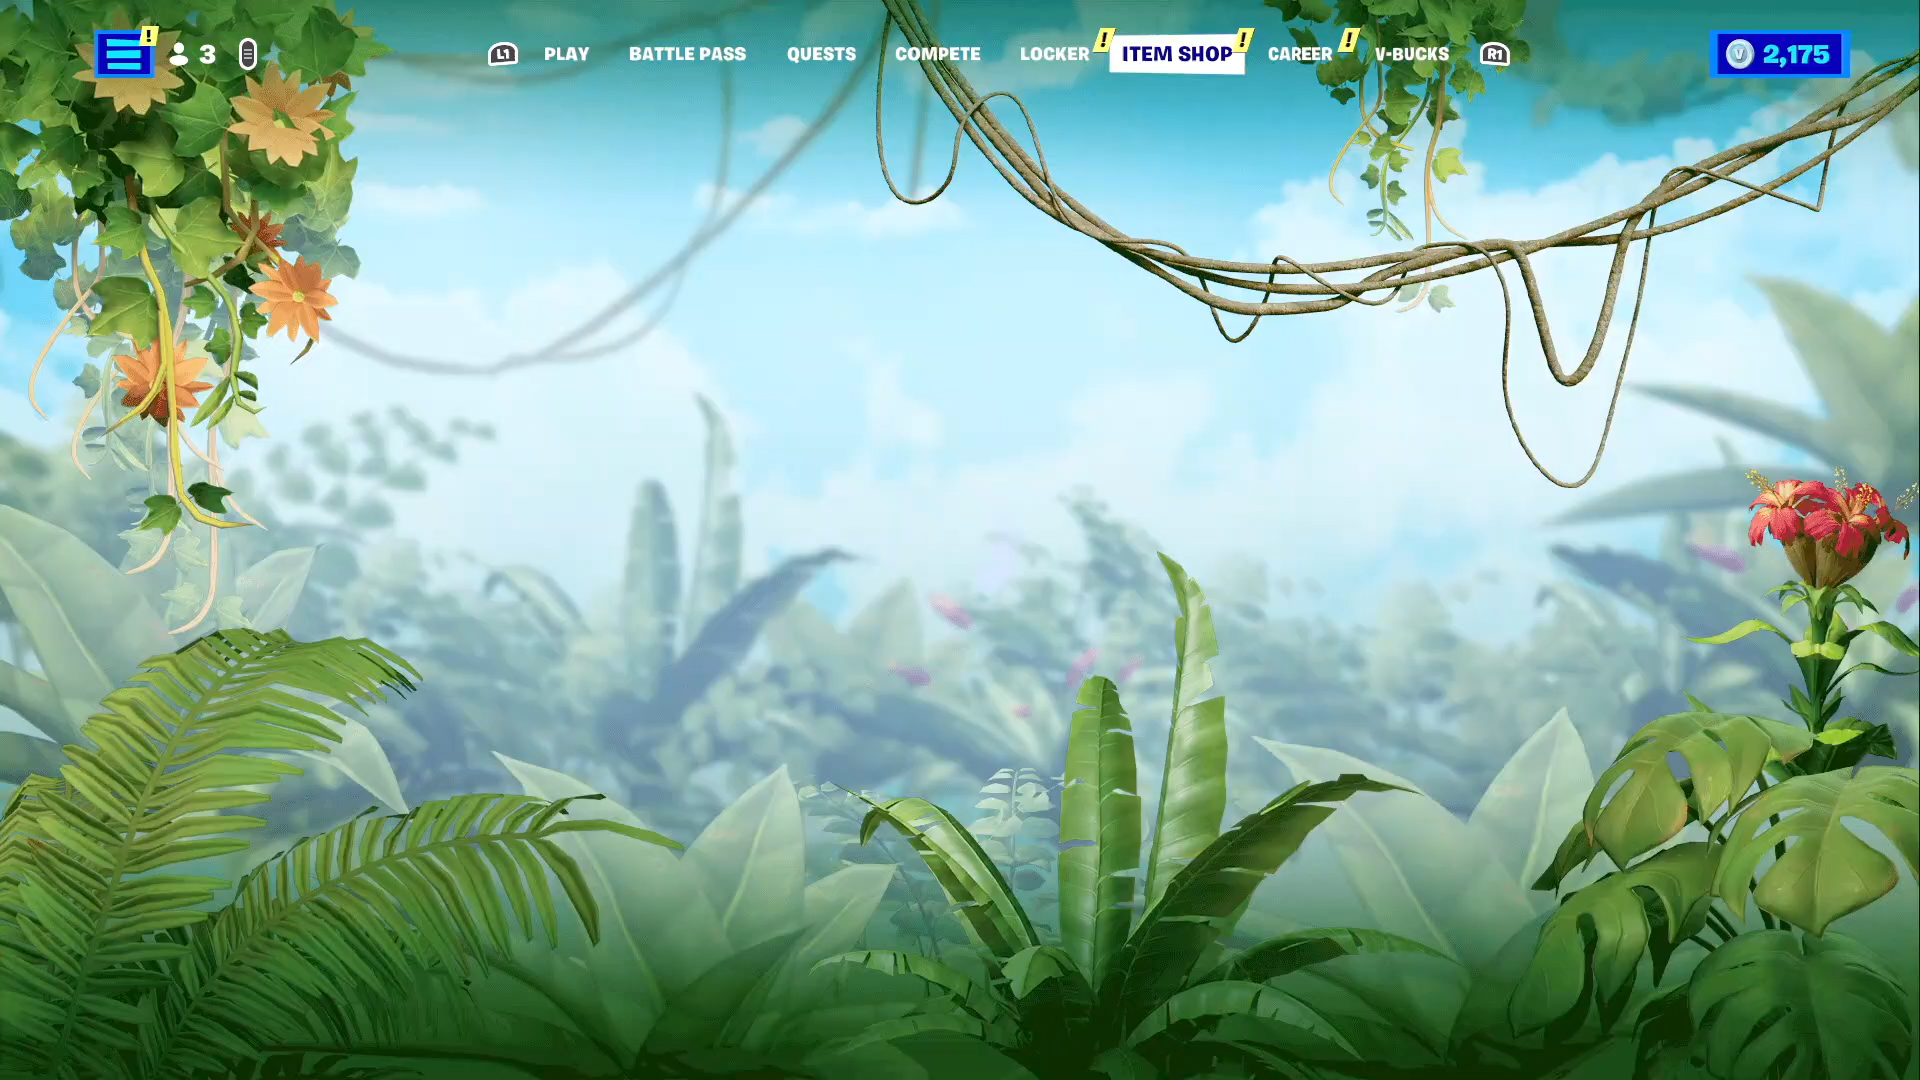 ! 3 L1 PLAY BATTLE PASS QUESTS COMPETE LOCKER ! ITEM SHOP ! CAREER ! V-BUCKS R1 V 2,175